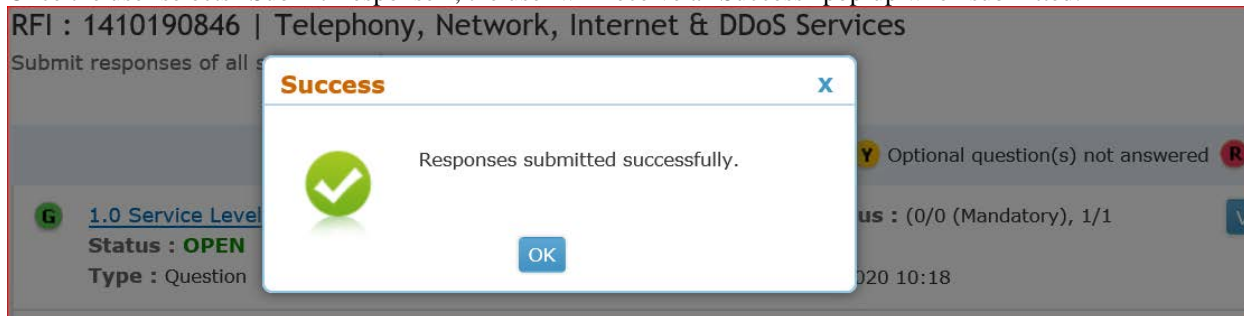 RFI : 1410190846 | Telephony, Network, Internet & DDoS Services
Submit responses of all
Success X
Responses submitted successfully.
Y Optional question(s) not answered R
G 1.0 Service Level us : (0/0 (Mandatory), 1/1
Status : OPEN
OK
Type : Question 020 10:18